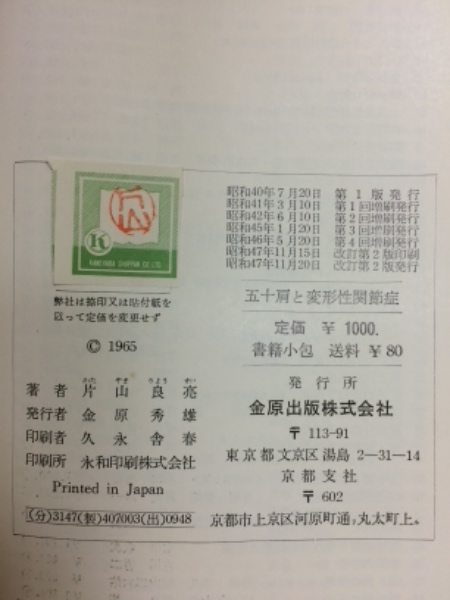 KANEHARA SHUPPAN CO LTD
K
弊社は捺印又は貼付紙を
以って定価を変更せず
© 1965
かた やま りょう すけ
著者 片山良亮
発行者 金原秀雄
印刷者 久永舎春
印刷所 永和印刷株式会社
Printed in Japan
(分)3147(製)407003(出)0948
昭和40年7月20日 第1版発行
昭和41年3月10日 第1回増刷発行
昭和42年6月10日 第2回増刷発行
昭和45年1月20日 第3回増刷発行
昭和46年5月20日 第4回増刷発行
昭和47年11月15日 改訂第2版印刷
昭和47年11月20日 改訂第2版発行
五十肩と変形性関節症
定価 ¥1000.
書籍小包 送料 ¥80
発行所
金原出版株式会社
〒113-91
東京都文京区湯島2-31-14
京都支社
〒602
京都市上京区河原町通り丸太町上る